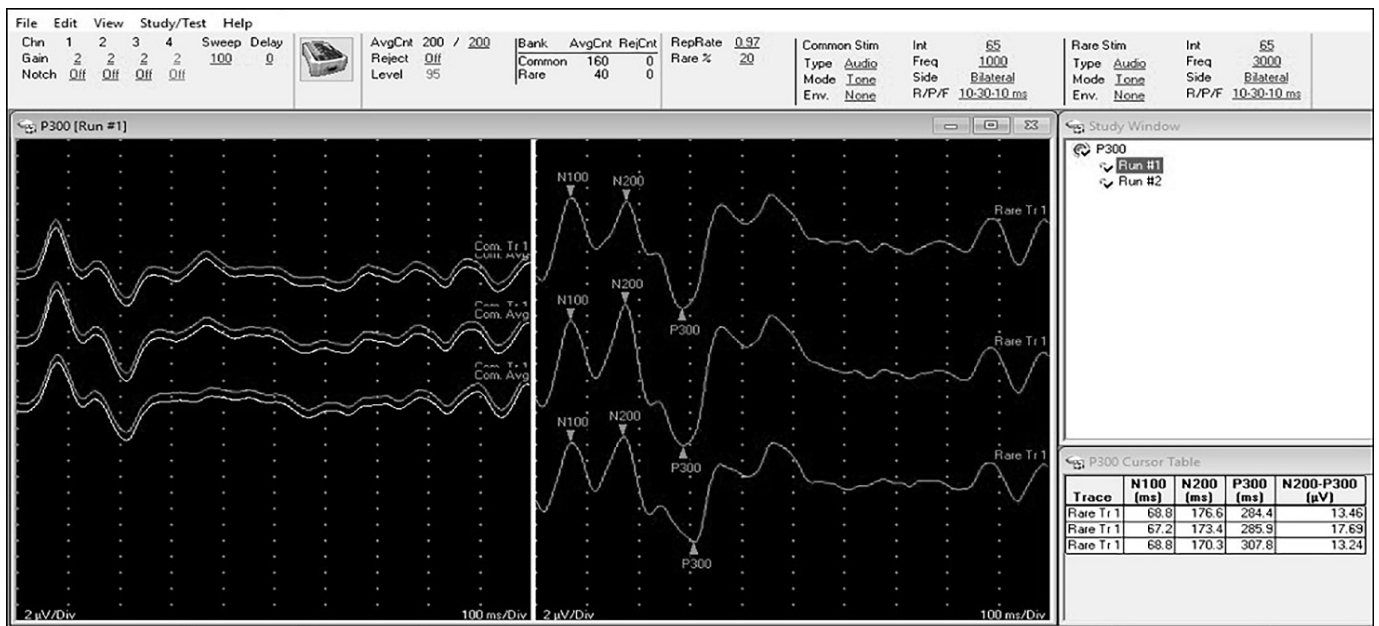 File Edit View Study/Test Help
Chn 1 2 3 4 Sweep Delay
Gain 2 2 2 2 100 0
Notch Off Off Off Off
AvgCnt 200 / 200
Reject Off
Level 95
Bank AvgCnt RejCnt
Common 160 0
Rare 40 0
RepRate 0.97
Rare % 20
Common Stim Int 65
Type Audio Freq 1000
Mode Tone Side Bilateral
Env. None R/P/F 10-30-10 ms
Rare Stim Int 65
Type Audio Freq 3000
Mode Tone Side Bilateral
Env. None R/P/F 10-30-10 ms
P300 [Run #1]
Com. Tr 1
Com. Avg
Com. Tr 1
Com. Avg
Com. Tr 1
Com. Avg
2 µV/Div 100 ms/Div
N100 N200
Rare Tr 1
P300
N100 N200
Rare Tr 1
P300
N100 N200
Rare Tr 1
P300
2 µV/Div 100 ms/Div
Study Window
P300
Run #1
Run #2
P300 Cursor Table
Trace N100 (ms) N200 (ms) P300 (ms) N200-P300 (µV)
Rare Tr 1 68.8 176.6 284.4 13.46
Rare Tr 1 67.2 173.4 285.9 17.69
Rare Tr 1 68.8 170.3 307.8 13.24